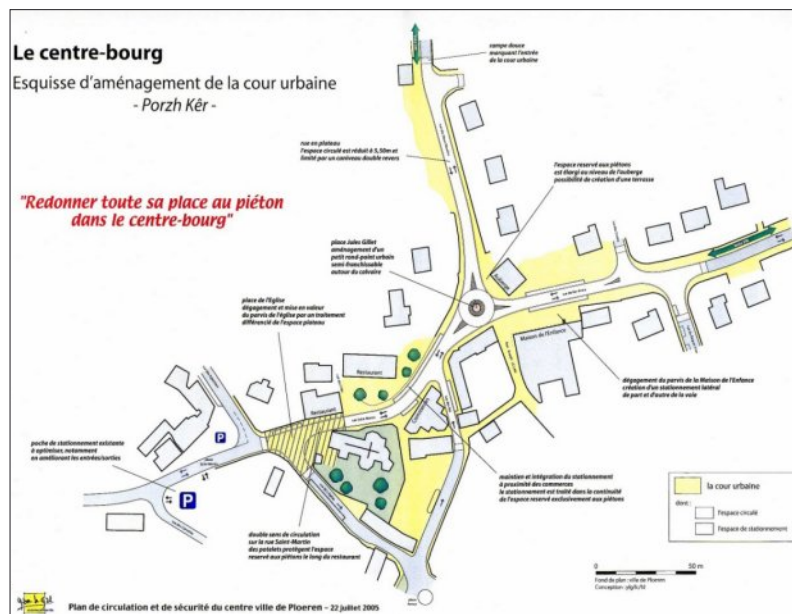 Le centre-bourg
Esquisse d'aménagement de la cour urbaine
- Porzh Kêr -
"Redonner toute sa place au piéton
dans le centre-bourg"
rampe douce
marquant l'entrée
de la cour urbaine
rue en plateau
l'espace circulé est réduit à 5,50m et
limité par un caniveau double revers
l'espace reservé aux piétons
est élargi au niveau de l'auberge
possibilité de création d'une terrasse
place Jules Gillet
aménagement d'un
petit rond-point urbain
semi-franchissable
autour du calvaire
Auberge
place de l'Eglise
dégagement et mise en valeur
du parvis de l'église par un traitement
différencié de l'espace plateau
Maison de l'Enfance
Restaurant
Restaurant
dégagement du parvis de la Maison de l'Enfance
création d'un stationnement latéral
de part et d'autre de la voie
poche de stationnement existante
à optimiser, notamment
en améliorant les entrées/sorties
P
P
maintien et intégration du stationnement
à proximité des commerces
le stationnement est traité dans la continuité
de l'espace reservé exclusivement aux piétons
double sens de circulation
sur la rue Saint-Martin
des potelets protègent l'espace
reservé aux piétons le long du restaurant
la cour urbaine
dont :
l'espace circulé
l'espace de stationnement
0 50 m
Fond de plan : ville de Ploeren
Plan de circulation et de sécurité du centre ville de Ploeren – 22 juillet 2005